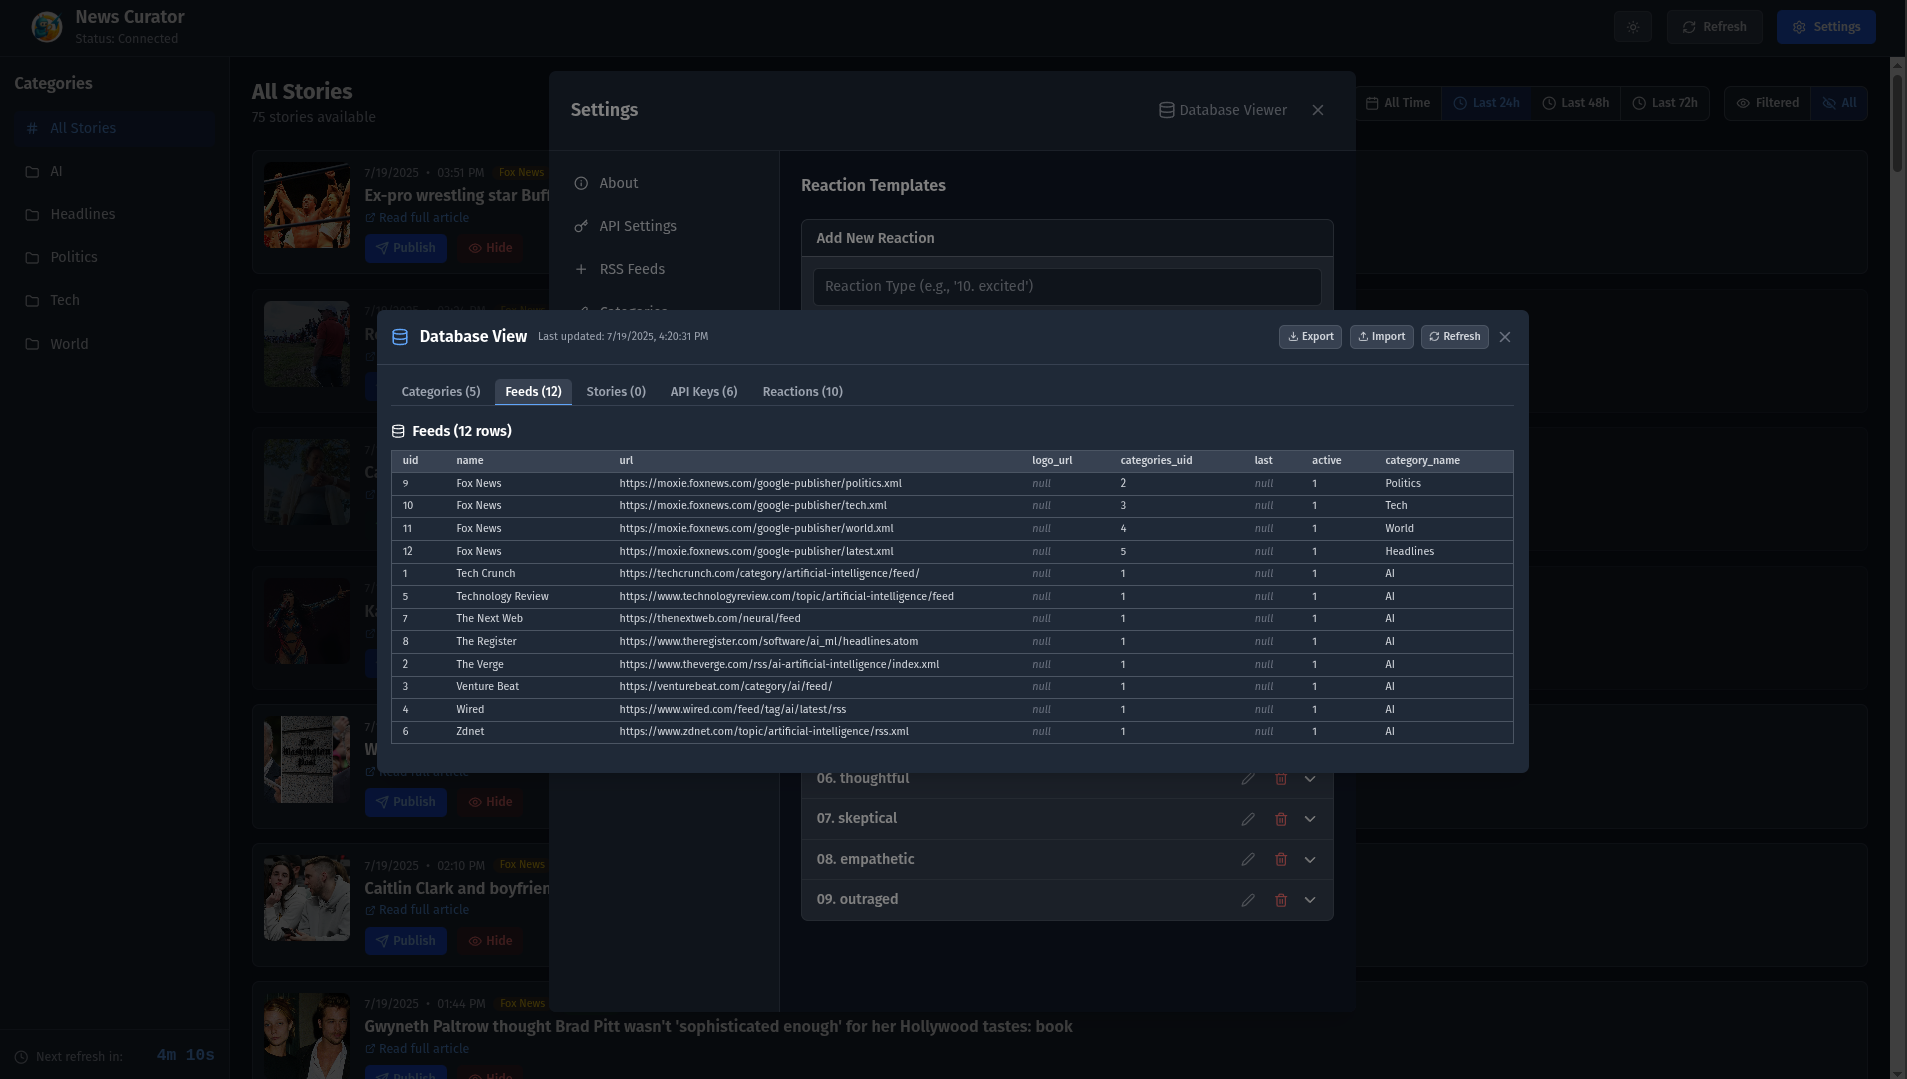 News Curator
Status: Connected
Refresh
Settings
Categories
All Stories
AI
Headlines
Politics
Tech
World
Next refresh in: 4m 10s
All Stories
75 stories available
All Time
Last 24h
Last 48h
Last 72h
Filtered
All
7/19/2025 • 03:51 PM Fox News
Ex-pro wrestling star Buff
Read full article
Publish
Hide
Settings
Database Viewer
About
API Settings
RSS Feeds
Categories
Reaction Templates
Add New Reaction
Reaction Type (e.g., '10. excited')
Database View
Last updated: 7/19/2025, 4:20:31 PM
Export
Import
Refresh
Categories (5)
Feeds (12)
Stories (0)
API Keys (6)
Reactions (10)
Feeds (12 rows)
uid name url logo_url categories_uid last active category_name
9 Fox News https://moxie.foxnews.com/google-publisher/politics.xml null 2 null 1 Politics
10 Fox News https://moxie.foxnews.com/google-publisher/tech.xml null 3 null 1 Tech
11 Fox News https://moxie.foxnews.com/google-publisher/world.xml null 4 null 1 World
12 Fox News https://moxie.foxnews.com/google-publisher/latest.xml null 5 null 1 Headlines
1 Tech Crunch https://techcrunch.com/category/artificial-intelligence/feed/ null 1 null 1 AI
5 Technology Review https://www.technologyreview.com/topic/artificial-intelligence/feed null 1 null 1 AI
7 The Next Web https://thenextweb.com/neural/feed null 1 null 1 AI
8 The Register https://www.theregister.com/software/ai_ml/headlines.atom null 1 null 1 AI
2 The Verge https://www.theverge.com/rss/ai-artificial-intelligence/index.xml null 1 null 1 AI
3 Venture Beat https://venturebeat.com/category/ai/feed/ null 1 null 1 AI
4 Wired https://www.wired.com/feed/tag/ai/latest/rss null 1 null 1 AI
6 Zdnet https://www.zdnet.com/topic/artificial-intelligence/rss.xml null 1 null 1 AI
06. thoughtful
07. skeptical
08. empathetic
09. outraged
The Washington Post
Read full article
Publish
Hide
7/19/2025 • 02:10 PM Fox News
Caitlin Clark and boyfrien
Read full article
Publish
Hide
7/19/2025 • 01:44 PM Fox News
Gwyneth Paltrow thought Brad Pitt wasn't 'sophisticated enough' for her Hollywood tastes: book
Read full article
Publish
Hide